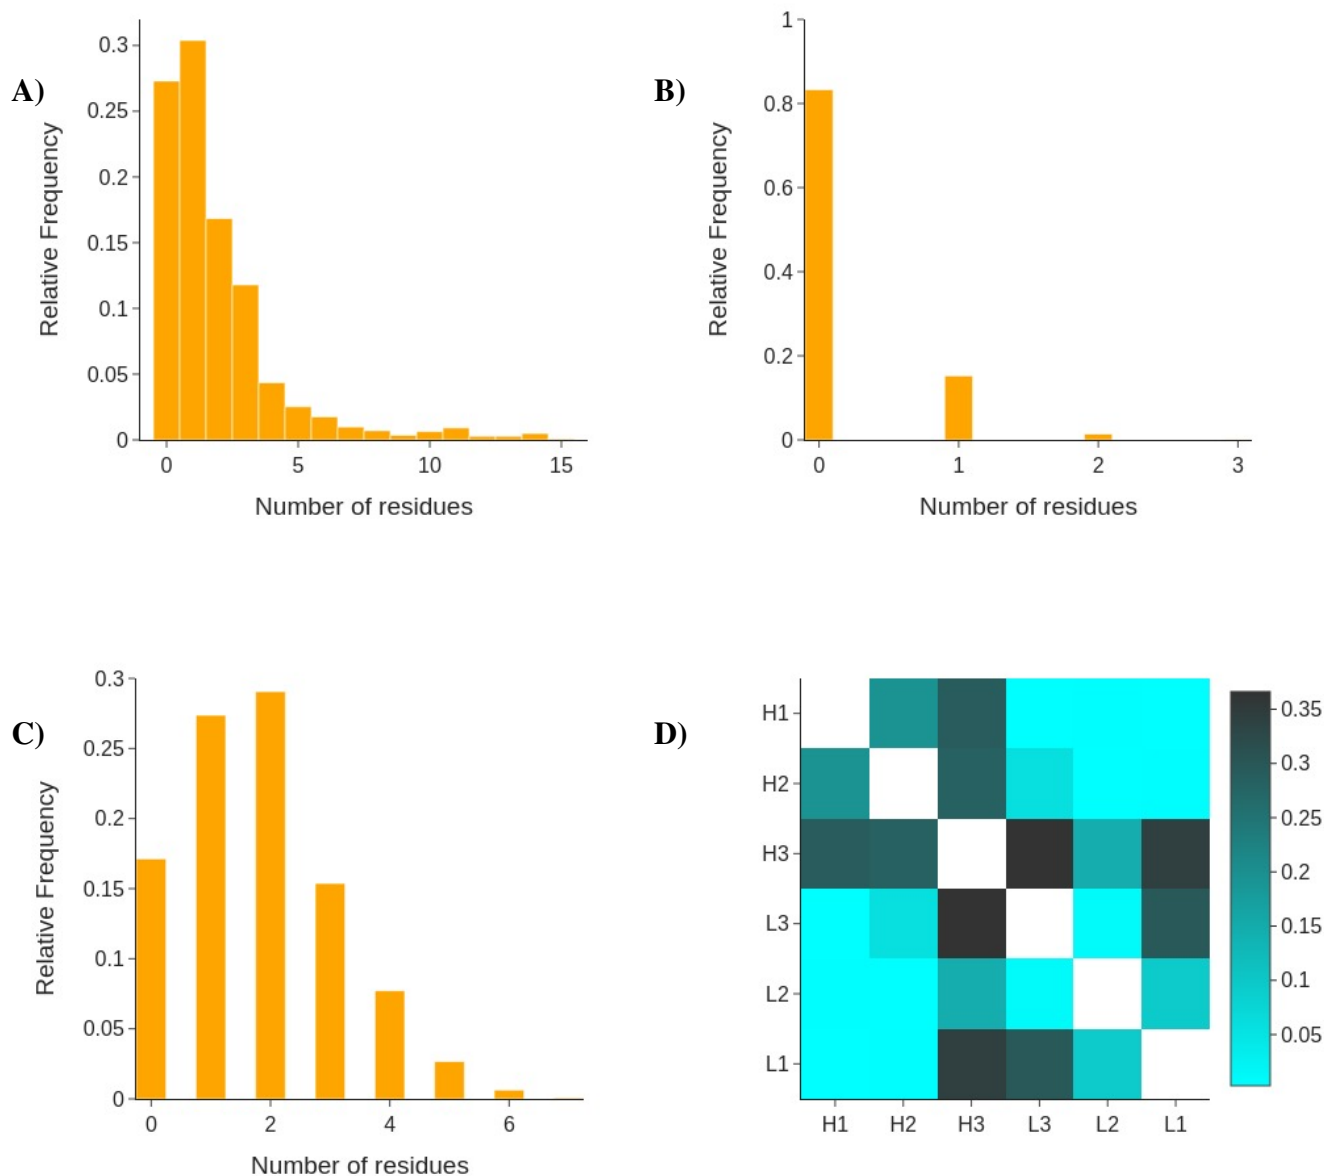 A)
Relative Frequency
0.3
0.25
0.2
0.15
0.1
0.05
0
0 5 10 15
Number of residues
B)
Relative Frequency
1
0.8
0.6
0.4
0.2
0
0 1 2 3
Number of residues
C)
Relative Frequency
0.3
0.25
0.2
0.15
0.1
0.05
0
0 2 4 6
Number of residues
D)
H1
H2
H3
L3
L2
L1
H1 H2 H3 L3 L2 L1
0.35
0.3
0.25
0.2
0.15
0.1
0.05